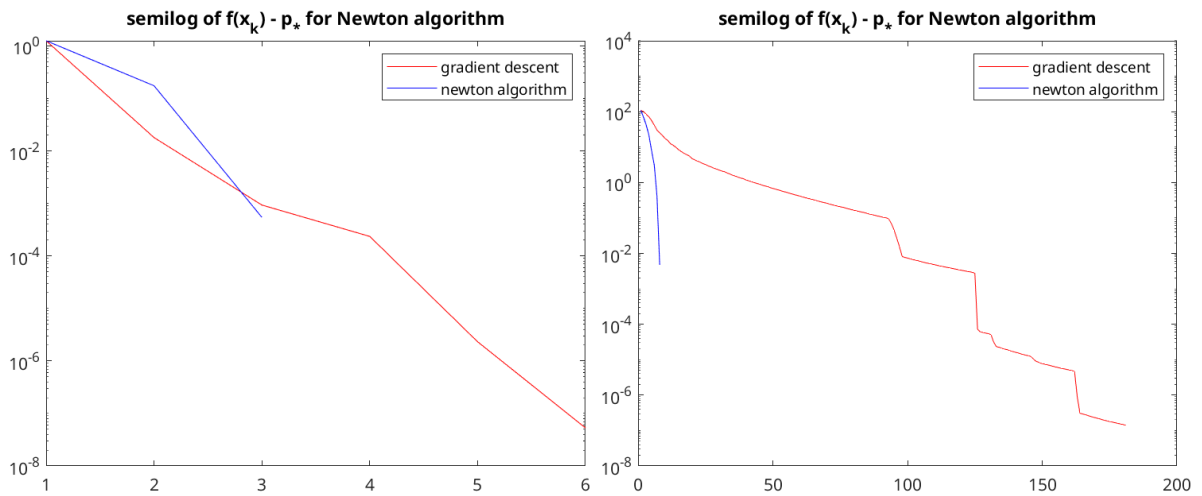 semilog of f(x_k) - p_* for Newton algorithm
10^0
10^-2
10^-4
10^-6
10^-8
1 2 3 4 5 6
gradient descent
newton algorithm
semilog of f(x_k) - p_* for Newton algorithm
10^4
10^2
10^0
10^-2
10^-4
10^-6
10^-8
0 50 100 150 200
gradient descent
newton algorithm